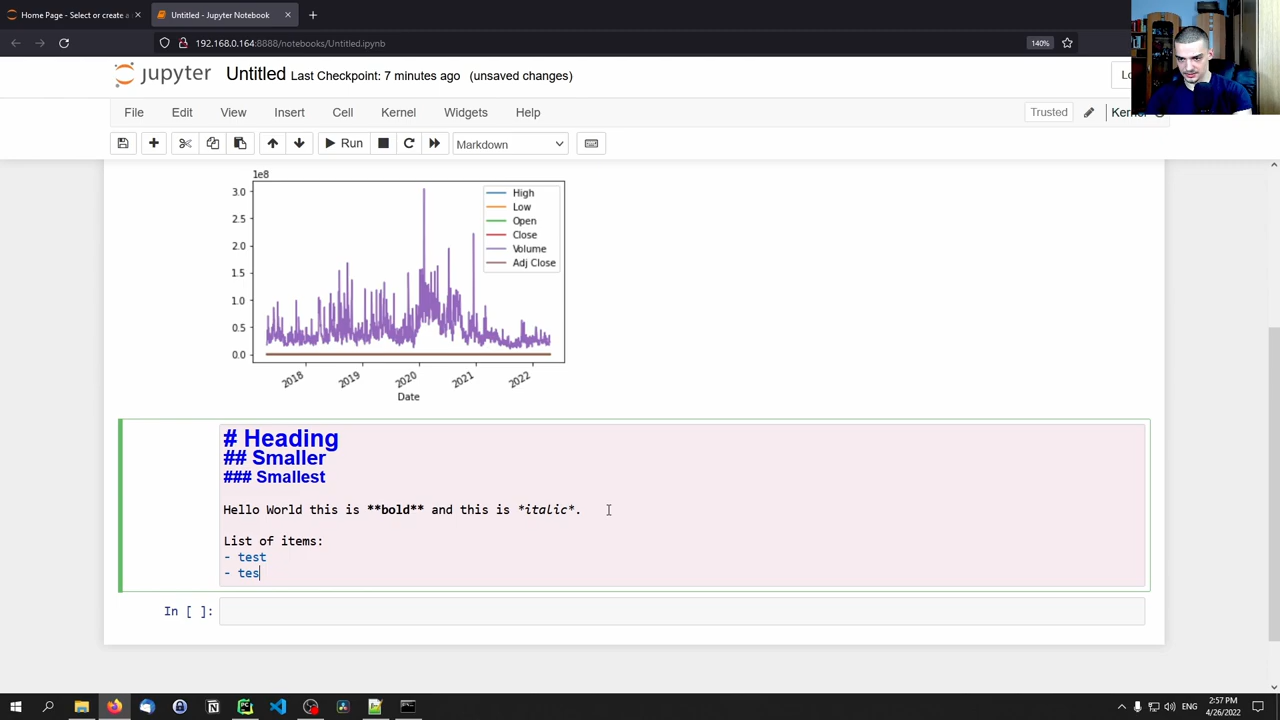 Home Page - Select or create a
Untitled - Jupyter Notebook
192.168.0.164:8888/notebooks/Untitled.ipynb
140%
jupyter Untitled Last Checkpoint: 7 minutes ago (unsaved changes)
File Edit View Insert Cell Kernel Widgets Help
Trusted
Run
Markdown
1e8
3.0
2.5
2.0
1.5
1.0
0.5
0.0
High
Low
Open
Close
Volume
Adj Close
2018 2019 2020 2021 2022
Date
# Heading
## Smaller
### Smallest
Hello World this is **bold** and this is *italic*.
List of items:
- test
- tes
In [ ]:
ENG
2:57 PM
4/26/2022